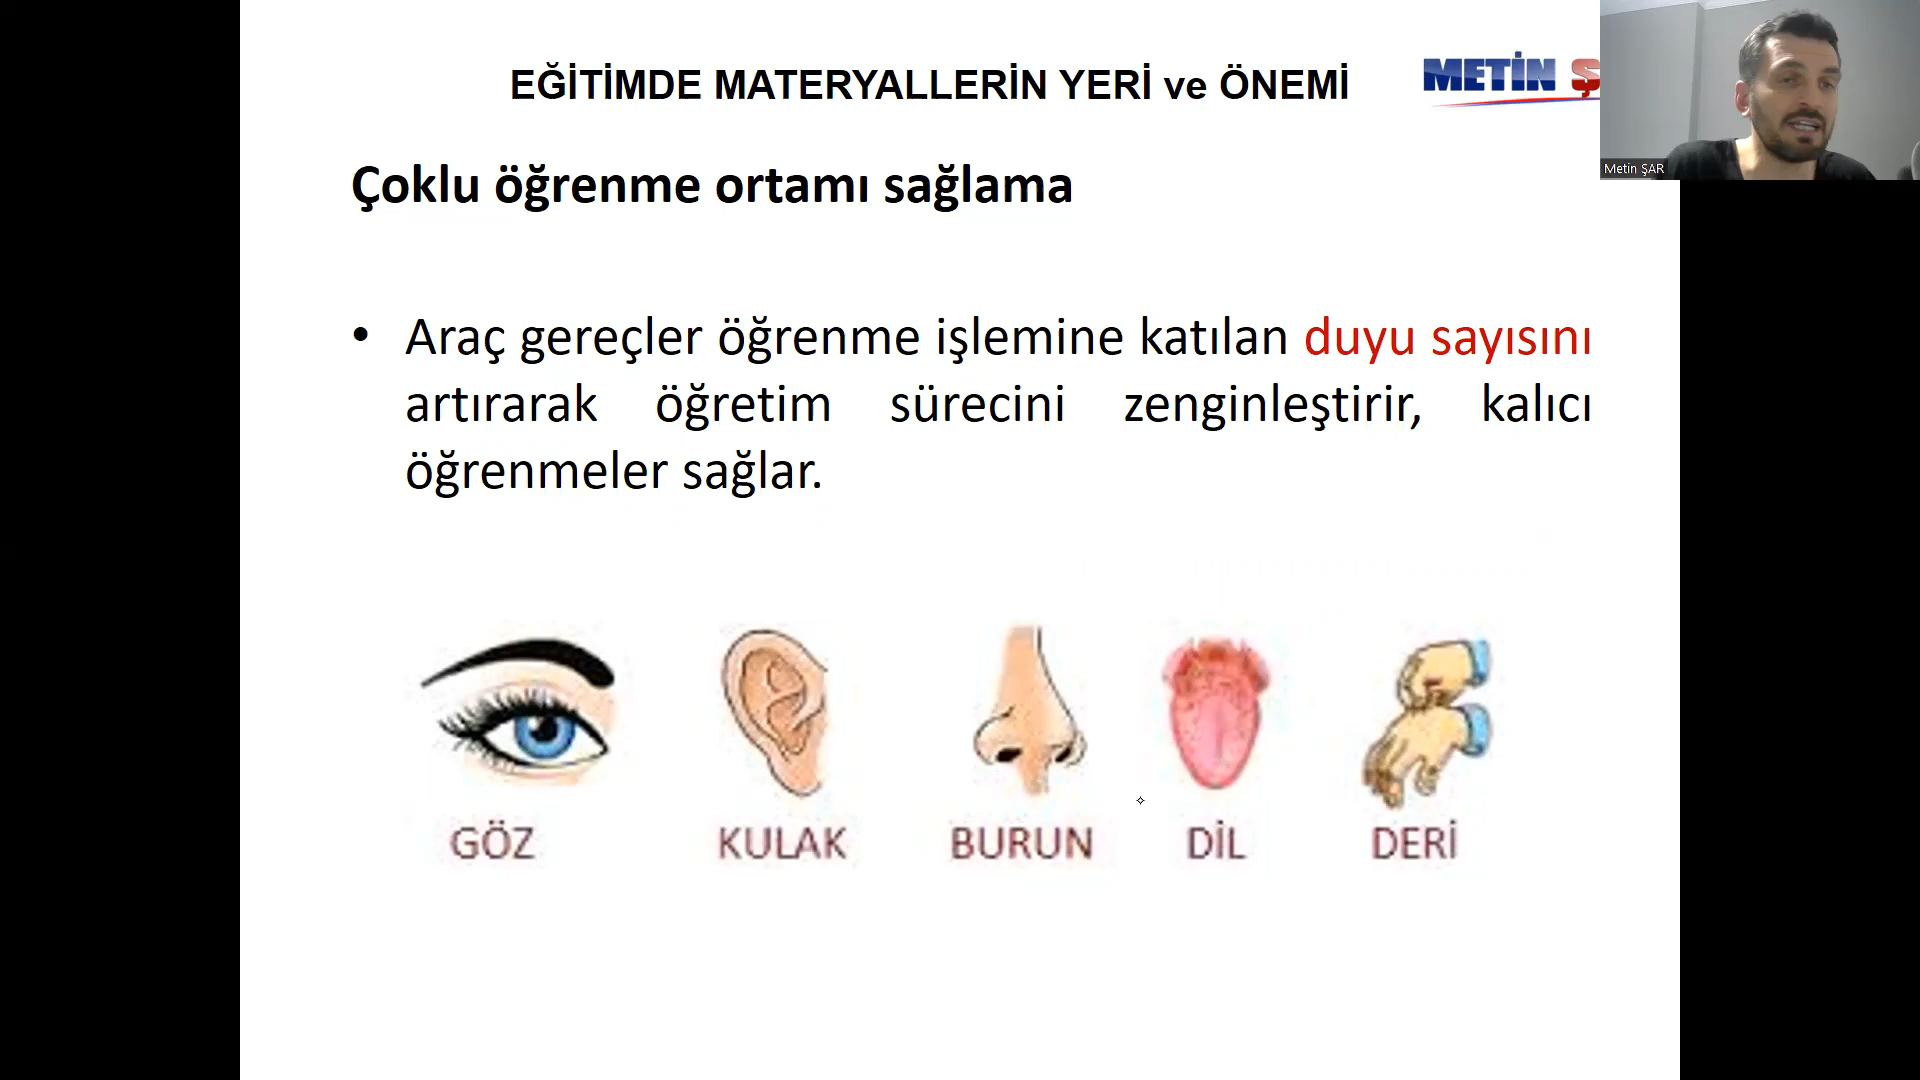 EĞİTİMDE MATERYALLERİN YERİ ve ÖNEMİ
METİN Ş
Metin ŞAR
Çoklu öğrenme ortamı sağlama
• Araç gereçler öğrenme işlemine katılan duyu sayısını
artırarak öğretim sürecini zenginleştirir, kalıcı
öğrenmeler sağlar.
GÖZ KULAK BURUN DİL DERİ